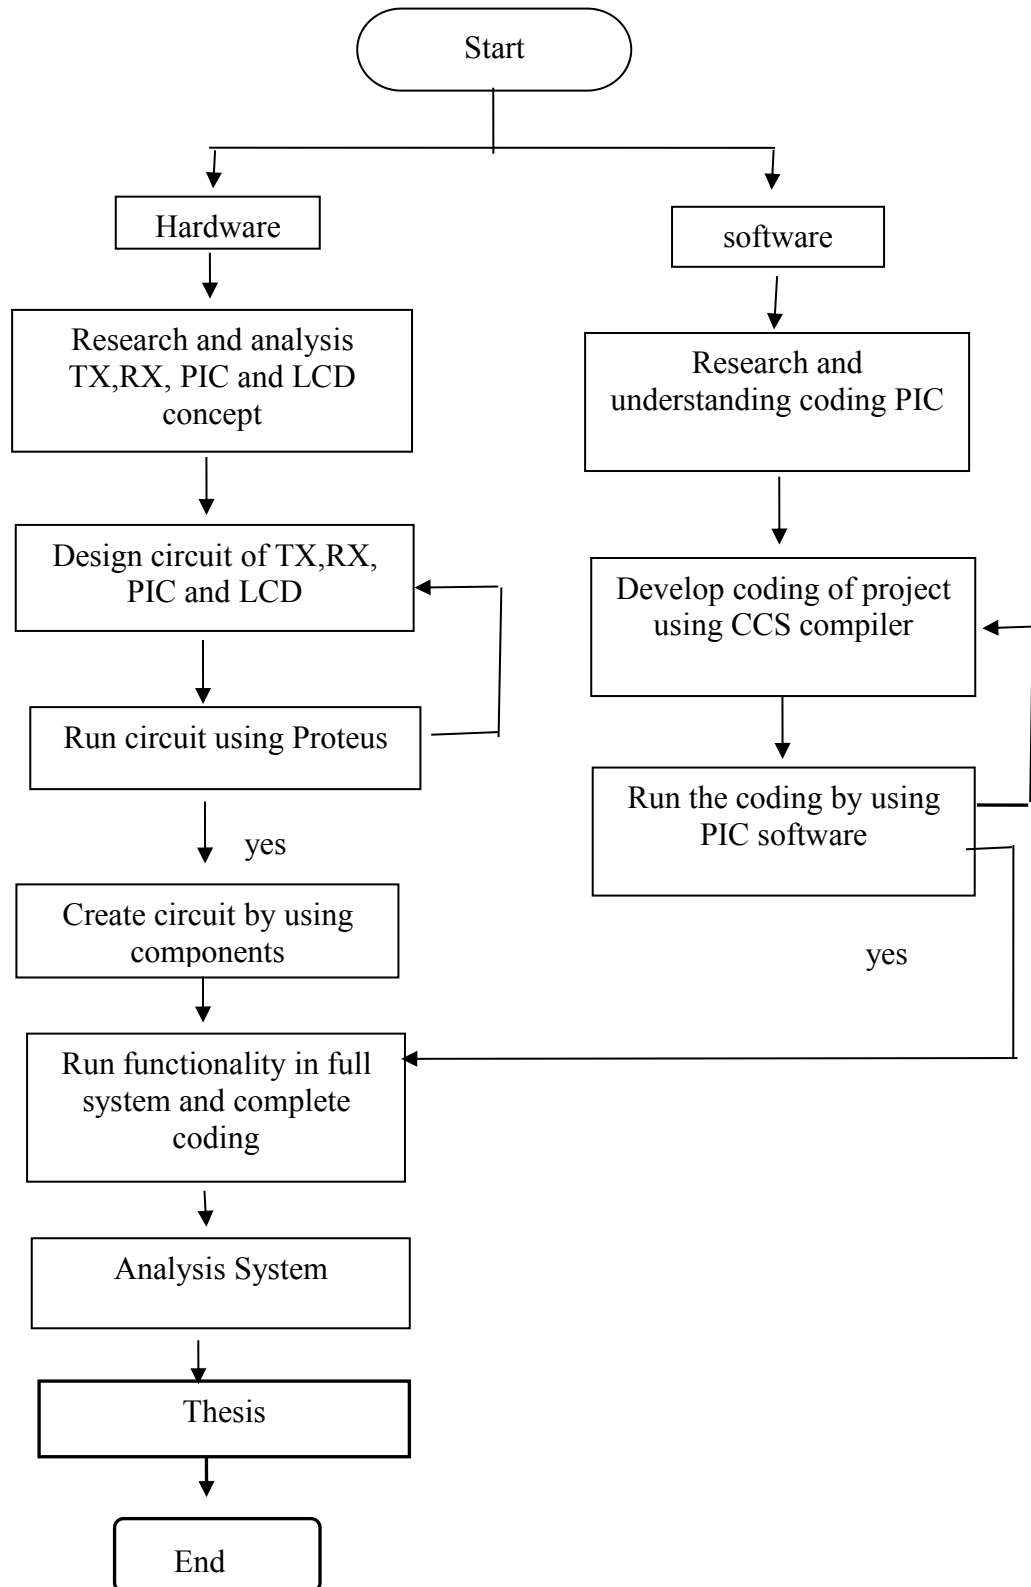 Start
Hardware
software
Research and analysis
TX,RX, PIC and LCD
concept
Research and
understanding coding PIC
Design circuit of TX,RX,
PIC and LCD
Develop coding of project
using CCS compiler
Run circuit using Proteus
Run the coding by using
PIC software
yes
Create circuit by using
components
yes
Run functionality in full
system and complete
coding
Analysis System
Thesis
End